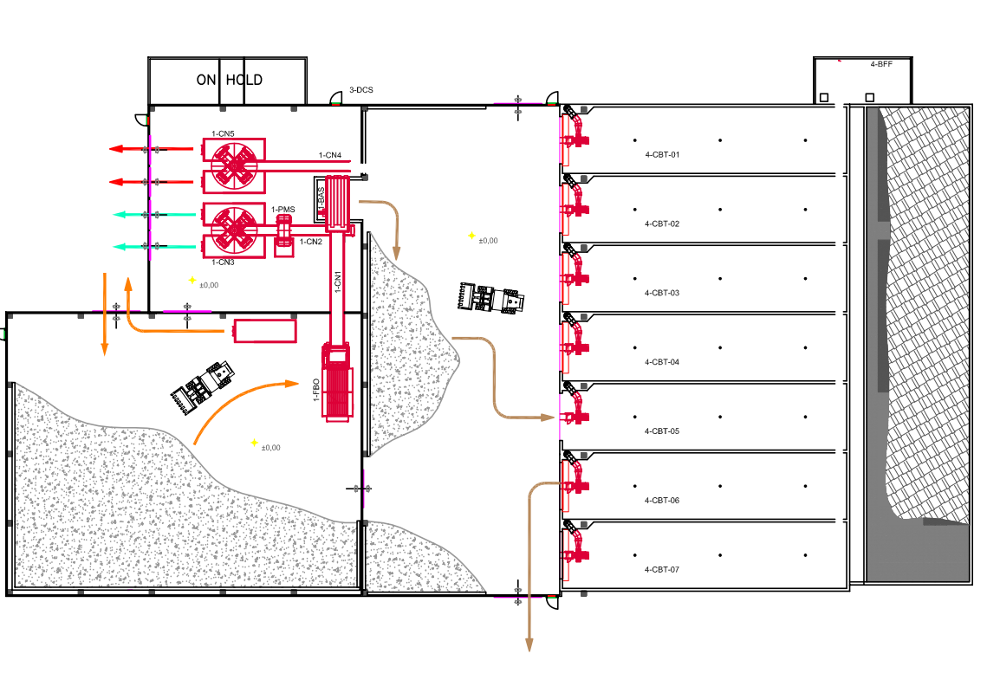 4-BFF
ON HOLD
3-DCS
1-CN5
1-CN4
4-CBT-01
1-BAS
1-PMS
4-CBT-02
1-CN2
±0,00
1-CN3
1-CN1
±0,00
4-CBT-03
4-CBT-04
1-FBO
4-CBT-05
±0,00
4-CBT-06
4-CBT-07